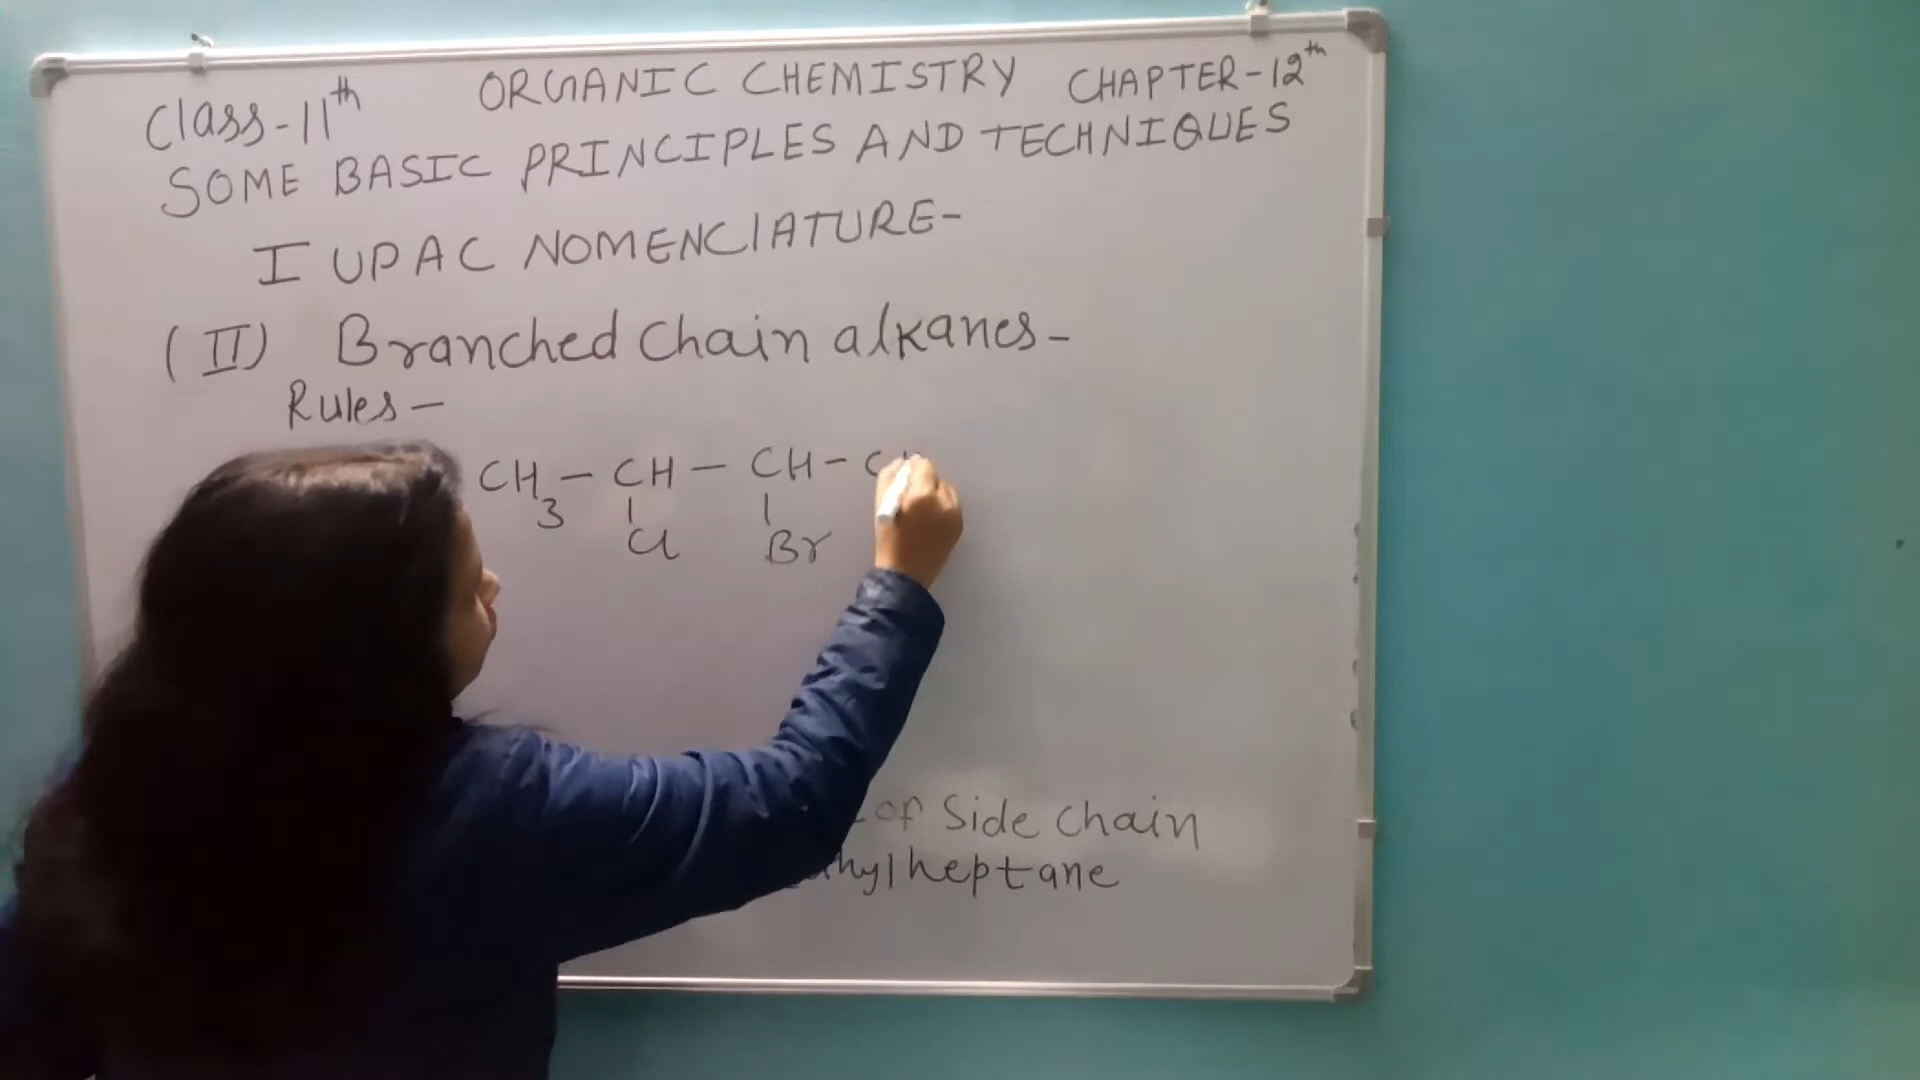 Class-11th ORGANIC CHEMISTRY CHAPTER-12th
SOME BASIC PRINCIPLES AND TECHNIQUES
IUPAC NOMENCLATURE-
(II) Branched chain alkanes-
Rules-
CH3 - CH - CH - C
Cl Br
of Side chain
hylheptane